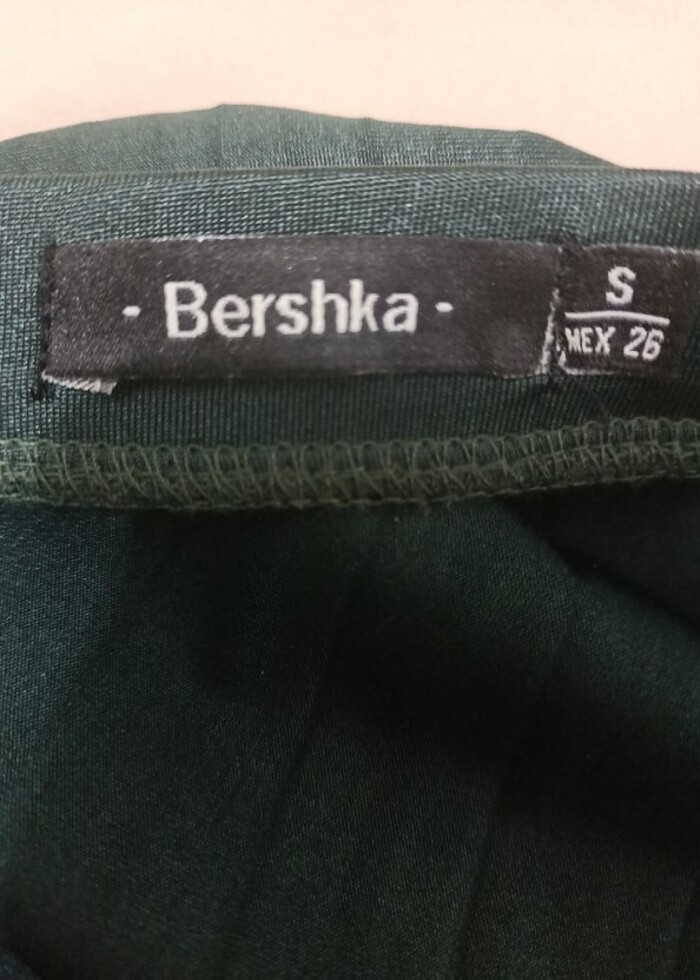 - Bershka -
S
MEX 26